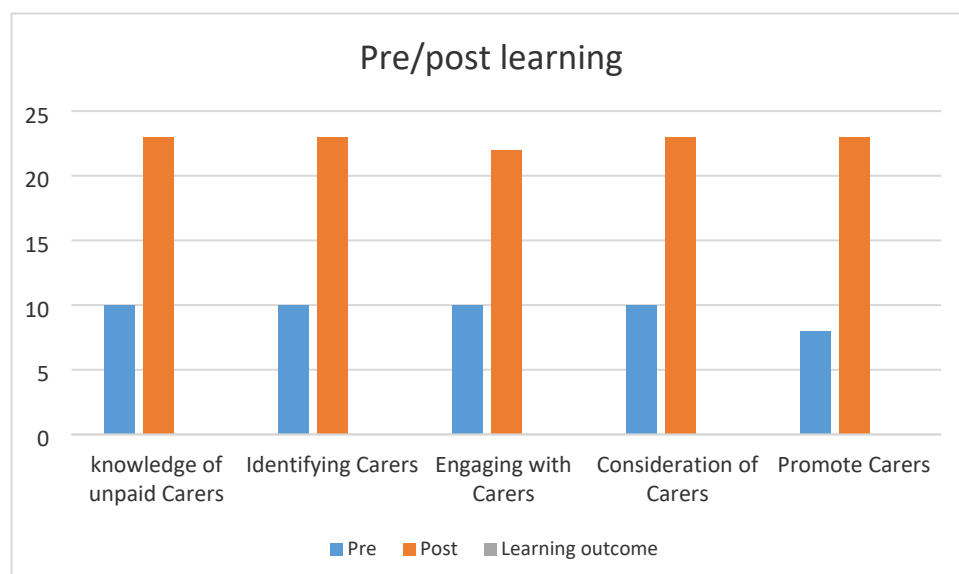 Pre/post learning
25
20
15
10
5
0
knowledge of unpaid Carers
Identifying Carers
Engaging with Carers
Consideration of Carers
Promote Carers
Pre
Post
Learning outcome